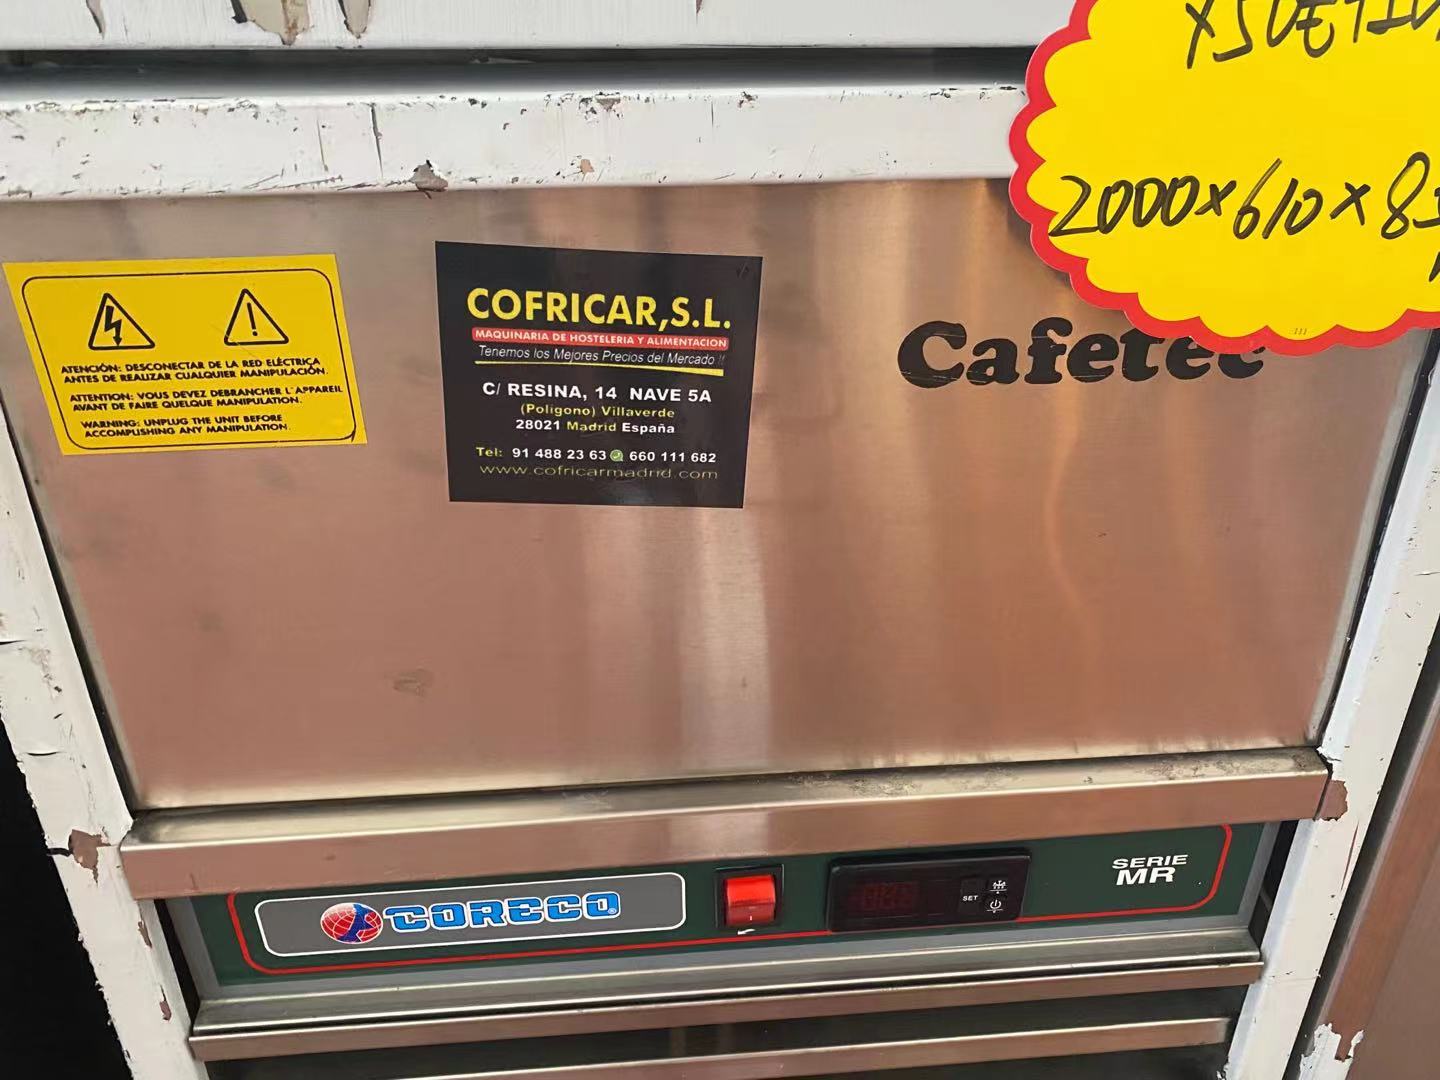 2000×610×8
ATENCIÓN: DESCONECTAR DE LA RED ELÉCTRICA
ANTES DE REALIZAR CUALQUIER MANIPULACIÓN.
ATTENTION: VOUS DEVEZ DEBRANCHER L'APPAREIL
AVANT DE FAIRE QUELQUE MANIPULATION.
WARNING: UNPLUG THE UNIT BEFORE
ACCOMPLISHING ANY MANIPULATION.
COFRICAR,S.L.
MAQUINARIA DE HOSTELERIA Y ALIMENTACION
Tenemos los Mejores Precios del Mercado !!
C/ RESINA, 14 NAVE 5A
(Poligono) Villaverde
28021 Madrid España
Tel: 91 488 23 63 660 111 682
www.cofricarmadrid.com
Cafetec
CORECO
SET
SERIE
MR